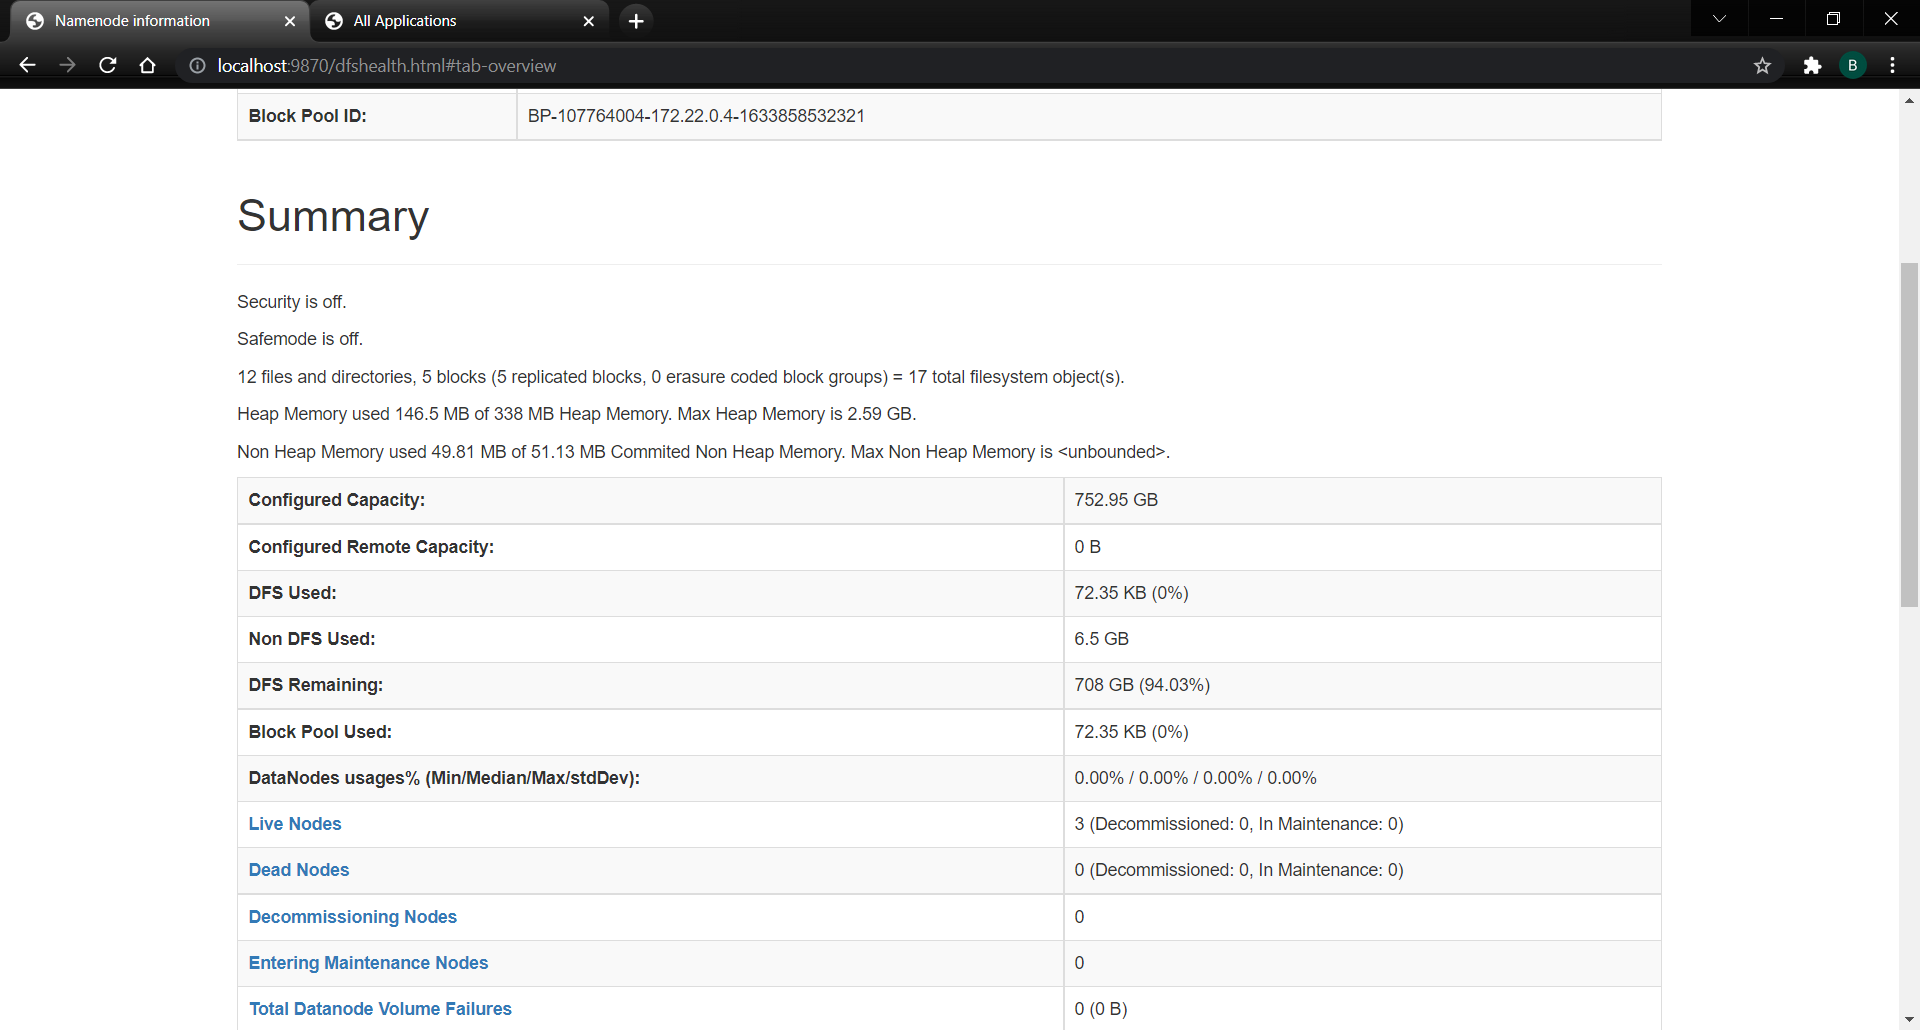 Namenode information
All Applications
localhost:9870/dfshealth.html#tab-overview
B
Block Pool ID: BP-107764004-172.22.0.4-1633858532321
Summary
Security is off.
Safemode is off.
12 files and directories, 5 blocks (5 replicated blocks, 0 erasure coded block groups) = 17 total filesystem object(s).
Heap Memory used 146.5 MB of 338 MB Heap Memory. Max Heap Memory is 2.59 GB.
Non Heap Memory used 49.81 MB of 51.13 MB Commited Non Heap Memory. Max Non Heap Memory is <unbounded>.
Configured Capacity: 752.95 GB
Configured Remote Capacity: 0 B
DFS Used: 72.35 KB (0%)
Non DFS Used: 6.5 GB
DFS Remaining: 708 GB (94.03%)
Block Pool Used: 72.35 KB (0%)
DataNodes usages% (Min/Median/Max/stdDev): 0.00% / 0.00% / 0.00% / 0.00%
Live Nodes 3 (Decommissioned: 0, In Maintenance: 0)
Dead Nodes 0 (Decommissioned: 0, In Maintenance: 0)
Decommissioning Nodes 0
Entering Maintenance Nodes 0
Total Datanode Volume Failures 0 (0 B)